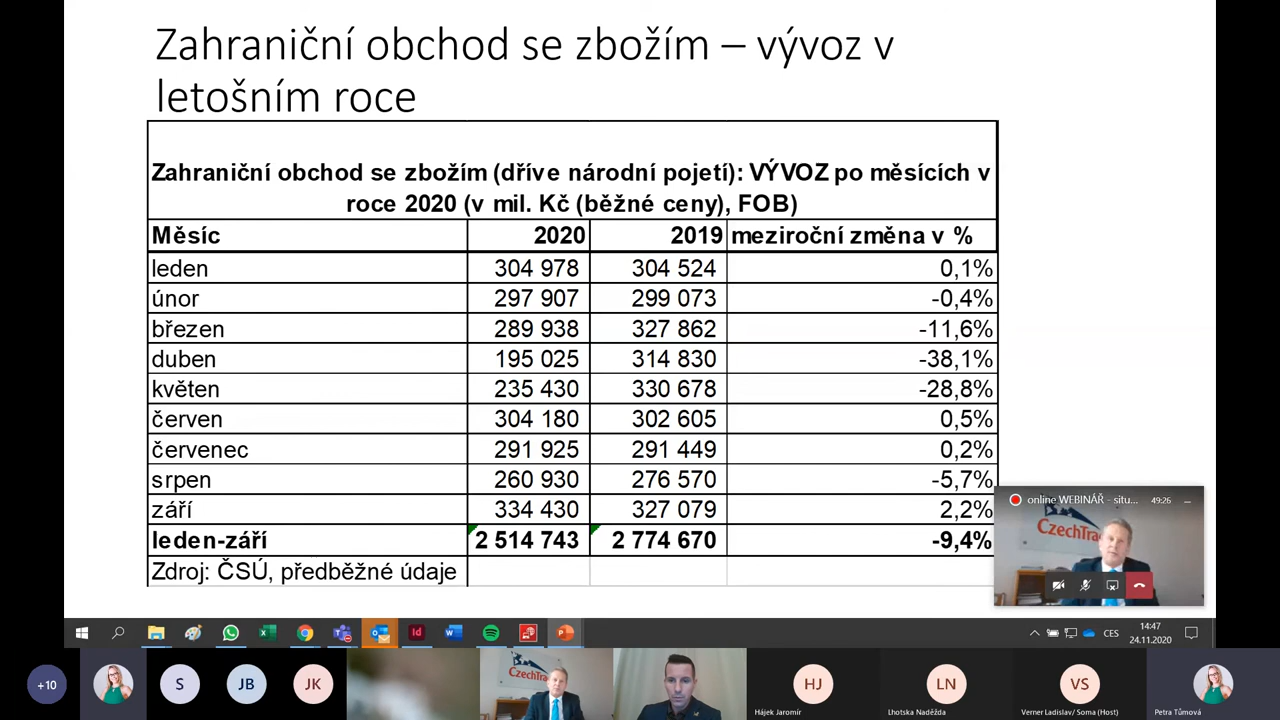 Zahraniční obchod se zbožím – vývoz v
letošním roce
Zahraniční obchod se zbožím (dříve národní pojetí): VÝVOZ po měsících v
roce 2020 (v mil. Kč (běžné ceny), FOB)
Měsíc 2020 2019 meziroční změna v %
leden 304 978 304 524 0,1%
únor 297 907 299 073 -0,4%
březen 289 938 327 862 -11,6%
duben 195 025 314 830 -38,1%
květen 235 430 330 678 -28,8%
červen 304 180 302 605 0,5%
červenec 291 925 291 449 0,2%
srpen 260 930 276 570 -5,7%
září 334 430 327 079 2,2%
leden-září 2 514 743 2 774 670 -9,4%
Zdroj: ČSÚ, předběžné údaje
online WEBINÁŘ - situ... 49:26
CzechTra
CES
14:47
24.11.2020
+10 S JB JK
CzechTra
HJ LN VS
Hájek Jaromír Lhotska Naděžda Verner Ladislav/ Soma (Host) Petra Tůmová